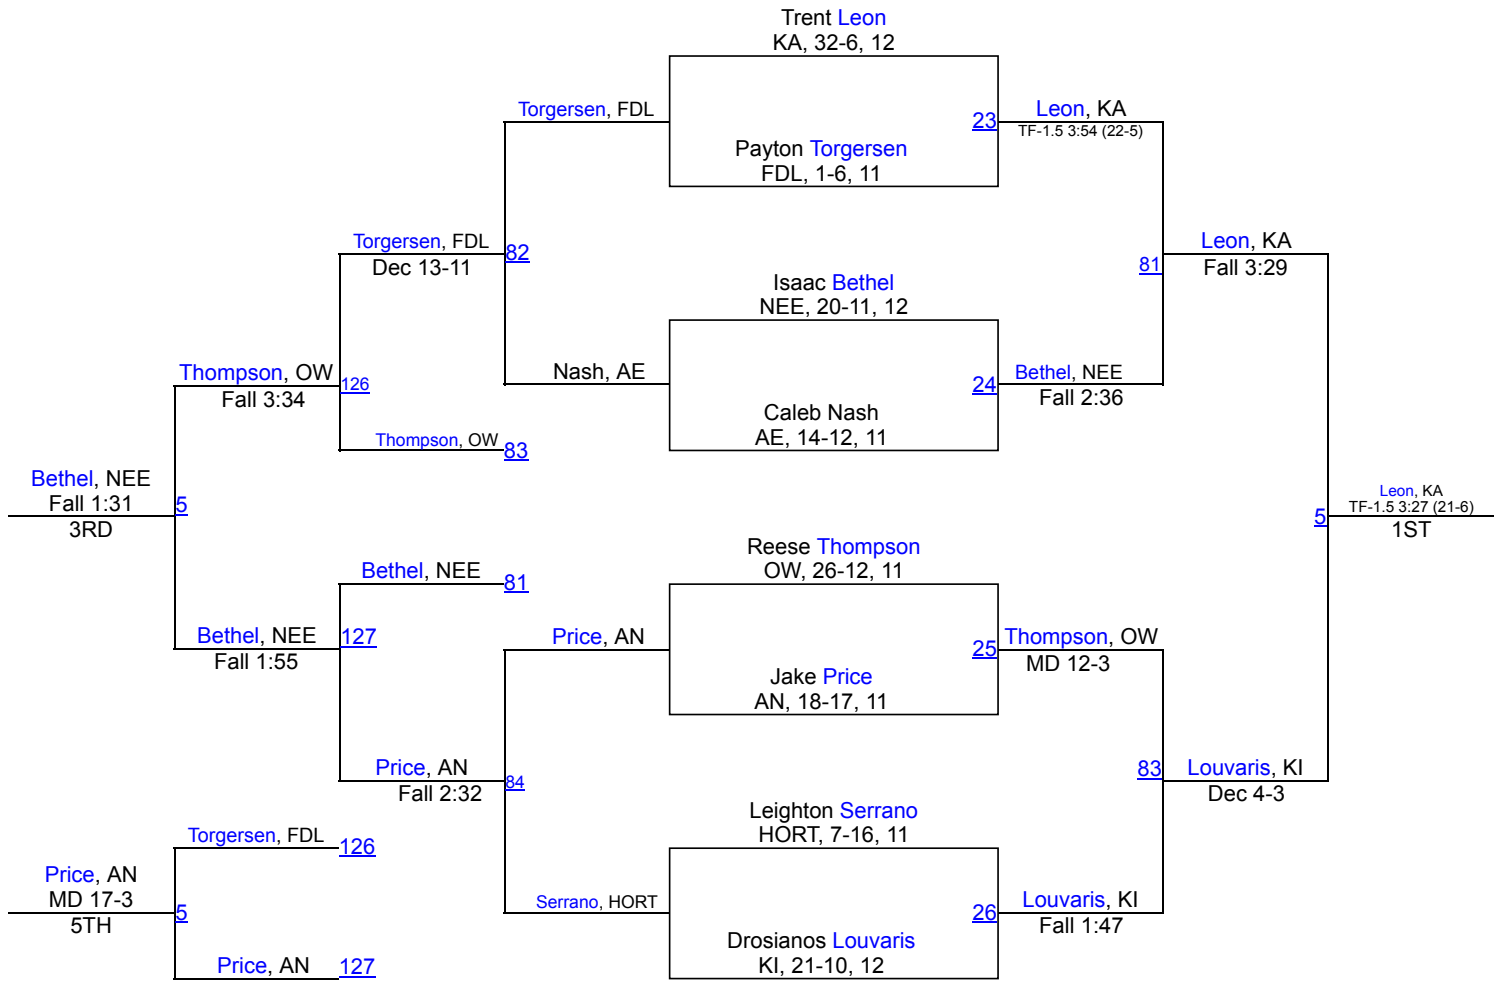 Trent Leon
KA, 32-6, 12
Torgersen, FDL
23
Leon, KA
TF-1.5 3:54 (22-5)
Payton Torgersen
FDL, 1-6, 11
Torgersen, FDL
Dec 13-11
82
Leon, KA
Fall 3:29
81
Isaac Bethel
NEE, 20-11, 12
Thompson, OW
Fall 3:34
126
Nash, AE
24
Bethel, NEE
Fall 2:36
Caleb Nash
AE, 14-12, 11
Thompson, OW
83
Bethel, NEE
Fall 1:31
3RD
5
Leon, KA
TF-1.5 3:27 (21-6)
1ST
5
Reese Thompson
OW, 26-12, 11
Bethel, NEE
81
Bethel, NEE
Fall 1:55
127
Price, AN
25
Thompson, OW
MD 12-3
Jake Price
AN, 18-17, 11
Price, AN
Fall 2:32
84
83
Louvaris, KI
Dec 4-3
Leighton Serrano
HORT, 7-16, 11
Torgersen, FDL
126
Price, AN
MD 17-3
5TH
5
Serrano, HORT
26
Louvaris, KI
Fall 1:47
Drosianos Louvaris
KI, 21-10, 12
Price, AN
127